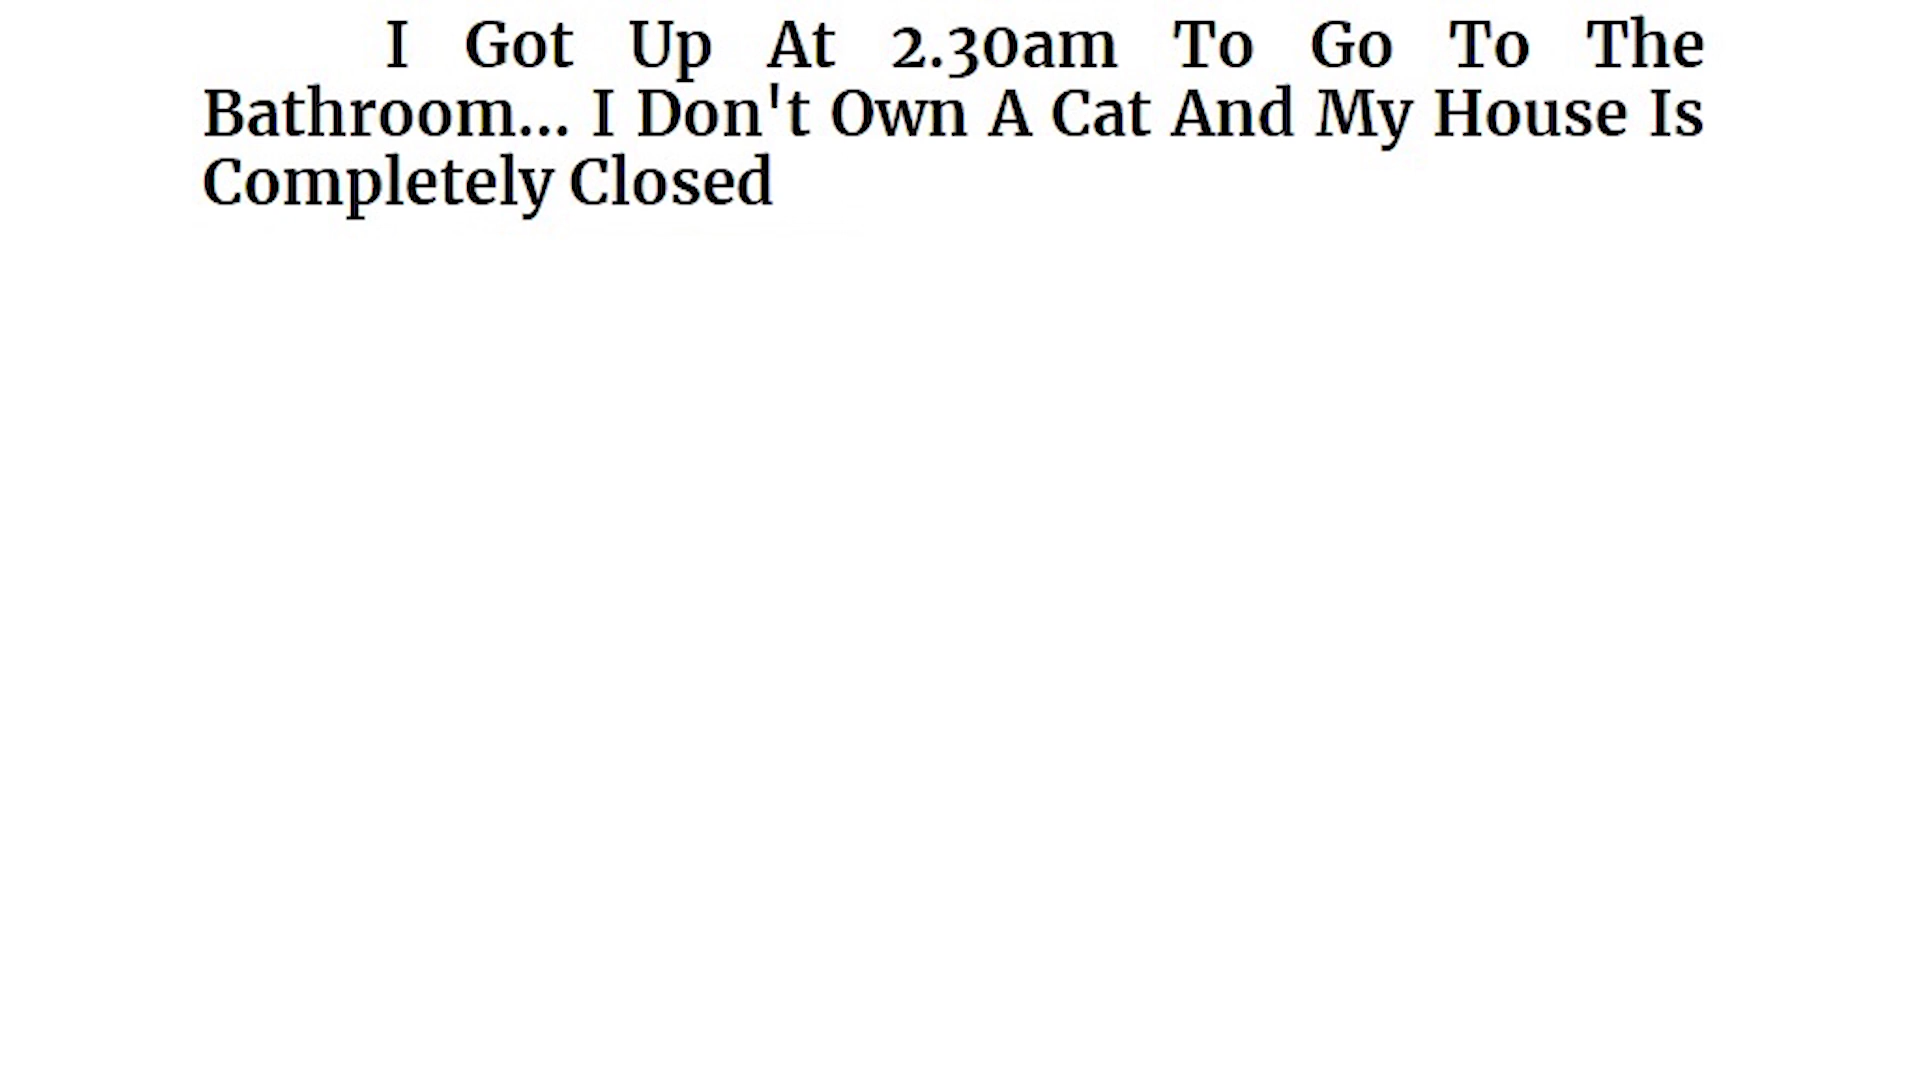 I Got Up At 2.30am To Go To The
Bathroom... I Don't Own A Cat And My House Is
Completely Closed